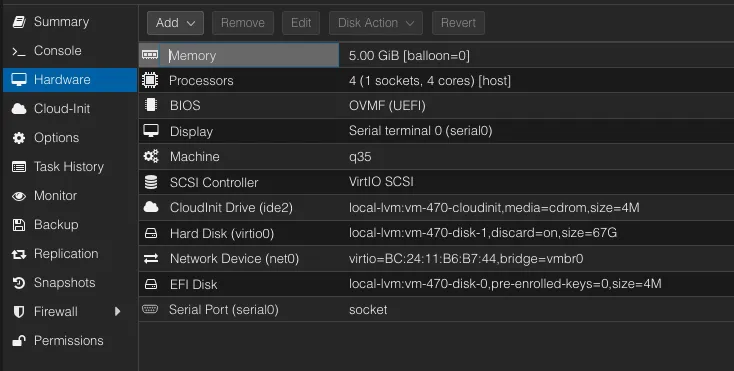 Summary
Console
Hardware
Cloud-Init
Options
Task History
Monitor
Backup
Replication
Snapshots
Firewall
Permissions
Add Remove Edit Disk Action Revert
Memory 5.00 GiB [balloon=0]
Processors 4 (1 sockets, 4 cores) [host]
BIOS OVMF (UEFI)
Display Serial terminal 0 (serial0)
Machine q35
SCSI Controller VirtIO SCSI
CloudInit Drive (ide2) local-lvm:vm-470-cloudinit,media=cdrom,size=4M
Hard Disk (virtio0) local-lvm:vm-470-disk-1,discard=on,size=67G
Network Device (net0) virtio=BC:24:11:B6:B7:44,bridge=vmbr0
EFI Disk local-lvm:vm-470-disk-0,pre-enrolled-keys=0,size=4M
Serial Port (serial0) socket